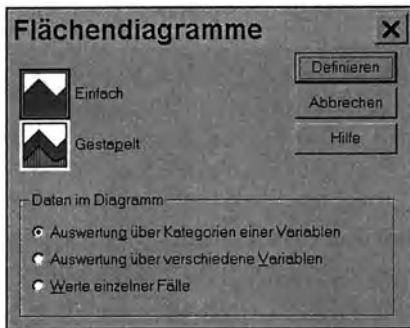 Flächendiagramme
Einfach
Gestapelt
Definieren
Abbrechen
Hilfe
Daten im Diagramm
Auswertung über Kategorien einer Variablen
Auswertung über verschiedene Variablen
Werte einzelner Fälle